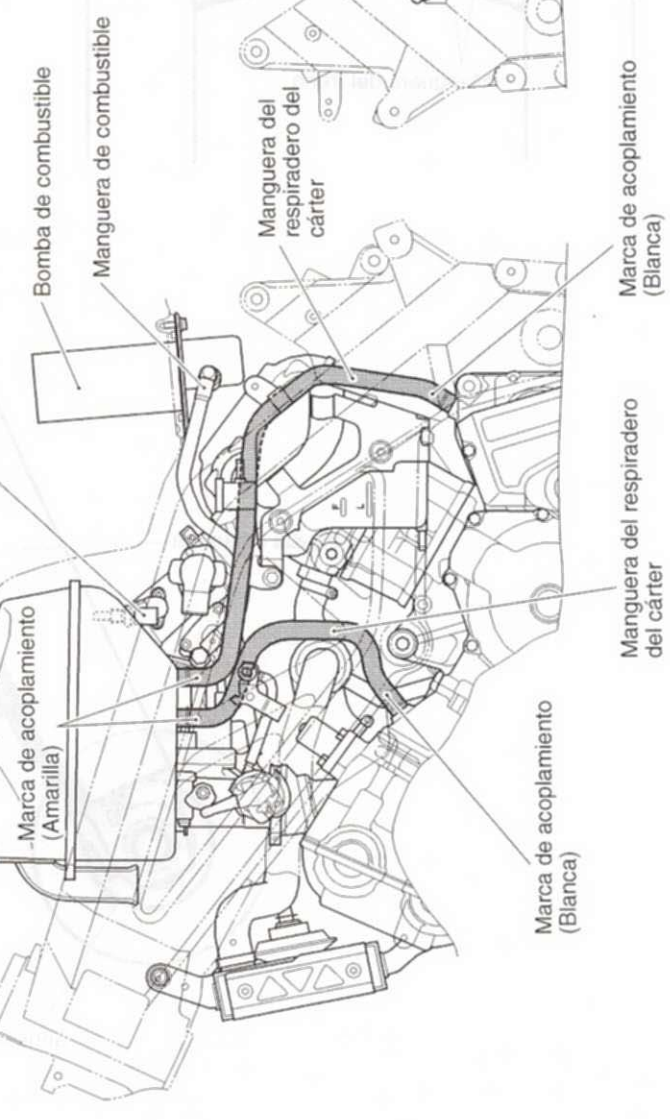 Bomba de combustible
Manguera de combustible
Manguera del
respiradero del
cárter
Marca de acoplamiento
(Blanca)
Marca de acoplamiento
(Amarilla)
Manguera del respiradero
del cárter
Marca de acoplamiento
(Blanca)
F
L